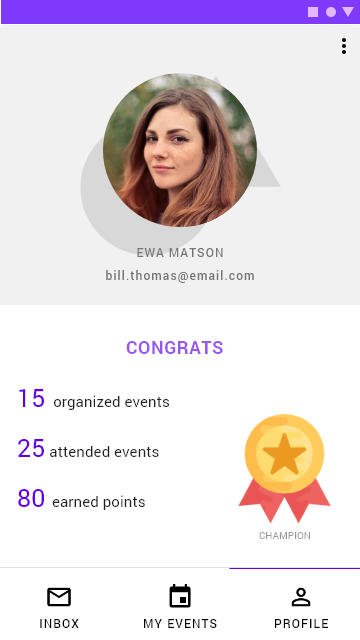 EWA MATSON
bill.thomas@email.com
CONGRATS
15 organized events
25 attended events
80 earned points
CHAMPION
INBOX MY EVENTS PROFILE